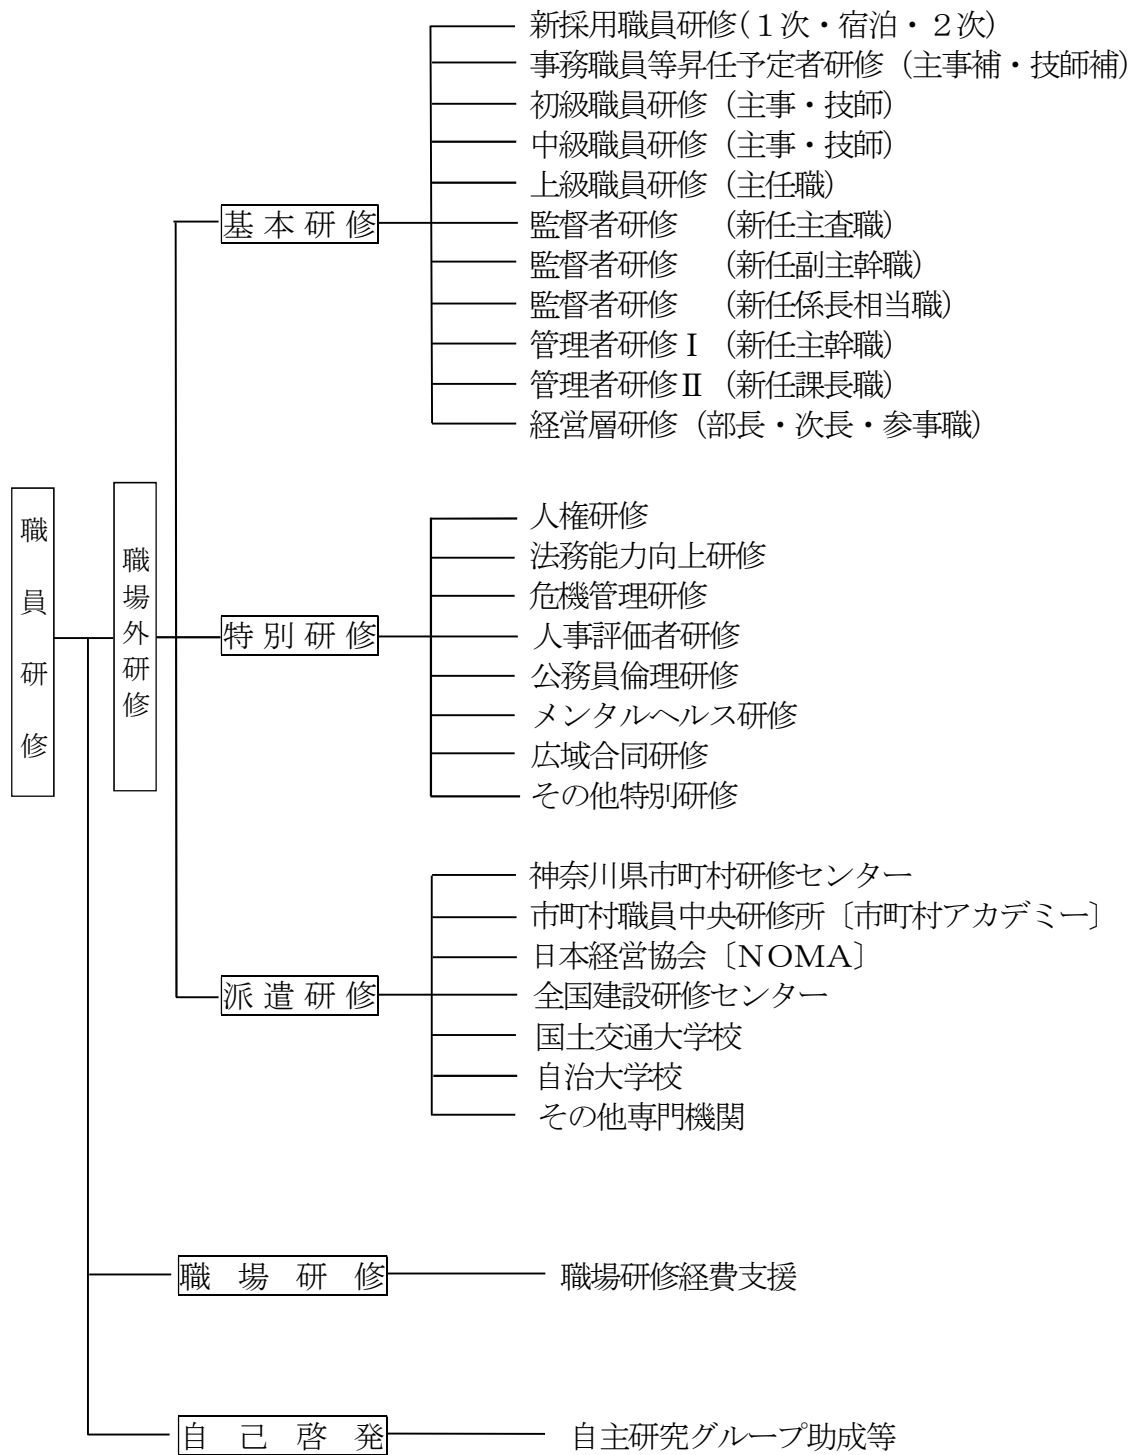 職員研修
職場外研修
基本研修
新採用職員研修(１次・宿泊・２次)
事務職員等昇任予定者研修（主事補・技師補）
初級職員研修（主事・技師）
中級職員研修（主事・技師）
上級職員研修（主任職）
監督者研修　（新任主査職）
監督者研修　（新任副主幹職）
監督者研修　（新任係長相当職）
管理者研修Ⅰ（新任主幹職）
管理者研修Ⅱ（新任課長職）
経営層研修（部長・次長・参事職）
特別研修
人権研修
法務能力向上研修
危機管理研修
人事評価者研修
公務員倫理研修
メンタルヘルス研修
広域合同研修
その他特別研修
派遣研修
神奈川県市町村研修センター
市町村職員中央研修所〔市町村アカデミー〕
日本経営協会〔NOMA〕
全国建設研修センター
国土交通大学校
自治大学校
その他専門機関
職場研修
職場研修経費支援
自己啓発
自主研究グループ助成等